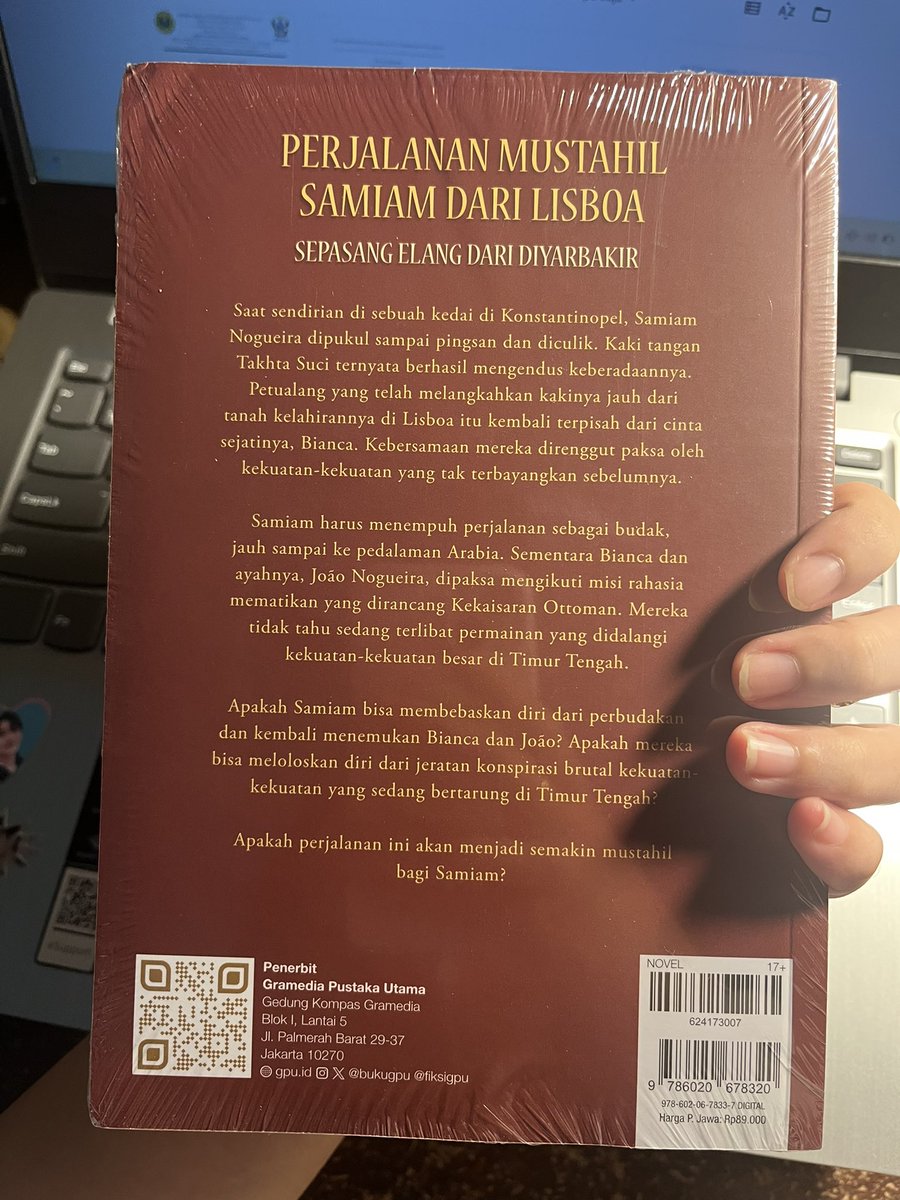 PERJALANAN MUSTAHIL
SAMIAM DARI LISBOA
SEPASANG ELANG DARI DIYARBAKIR
Saat sendirian di sebuah kedai di Konstantinopel, Samiam
Nogueira dipukul sampai pingsan dan diculik. Kaki tangan
Takhta Suci ternyata berhasil mengendus keberadaannya.
Petualang yang telah melangkahkan kakinya jauh dari
tanah kelahirannya di Lisboa itu kembali terpisah dari cinta
sejatinya, Bianca. Kebersamaan mereka direnggut paksa oleh
kekuatan-kekuatan yang tak terbayangkan sebelumnya.
Samiam harus menempuh perjalanan sebagai budak,
jauh sampai ke pedalaman Arabia. Sementara Bianca dan
ayahnya, João Nogueira, dipaksa mengikuti misi rahasia
mematikan yang dirancang Kekaisaran Ottoman. Mereka
tidak tahu sedang terlibat permainan yang didalangi
kekuatan-kekuatan besar di Timur Tengah.
Apakah Samiam bisa membebaskan diri dari perbudakan
dan kembali menemukan Bianca dan João? Apakah mereka
bisa meloloskan diri dari jeratan konspirasi brutal kekuatan-
kekuatan yang sedang bertarung di Timur Tengah?
Apakah perjalanan ini akan menjadi semakin mustahil
bagi Samiam?
Penerbit
Gramedia Pustaka Utama
Gedung Kompas Gramedia
Blok I, Lantai 5
Jl. Palmerah Barat 29-37
Jakarta 10270
gpu.id @bukugpu @fiksigpu
NOVEL 17+
624173007
9 786020 678320
978-602-06-7833-7 DIGITAL
Harga P. Jawa: Rp89.000